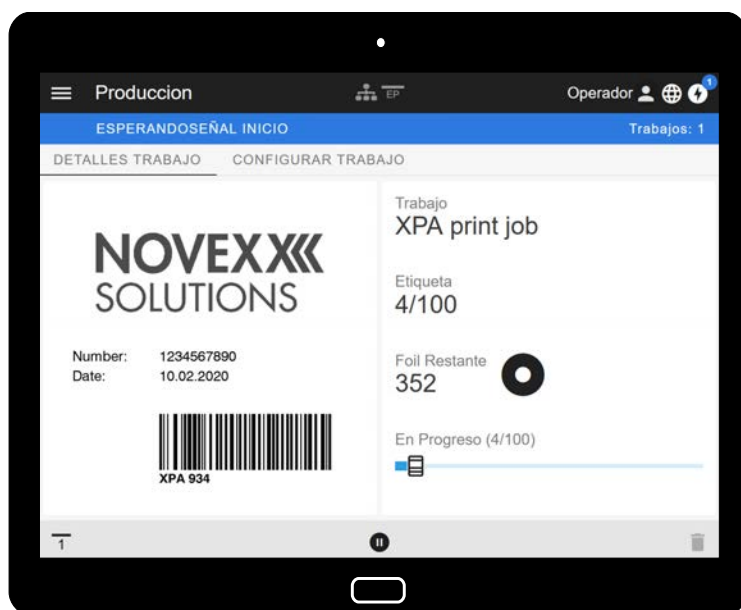 Produccion
EP
Operador
1
ESPERANDOSEÑAL INICIO
Trabajos: 1
DETALLES TRABAJO
CONFIGURAR TRABAJO
NOVEXX
SOLUTIONS
Number: 1234567890
Date: 10.02.2020
XPA 934
Trabajo
XPA print job
Etiqueta
4/100
Foil Restante
352
En Progreso (4/100)
1